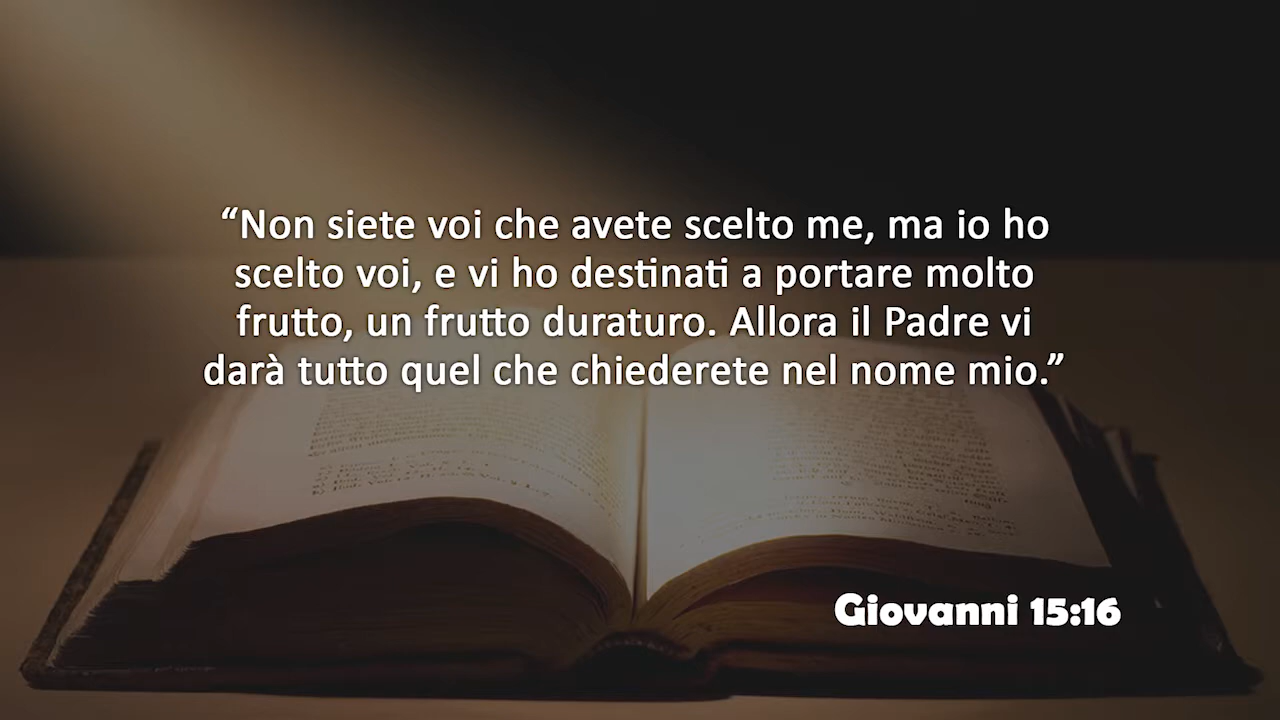 “Non siete voi che avete scelto me, ma io ho
scelto voi, e vi ho destinati a portare molto
frutto, un frutto duraturo. Allora il Padre vi
darà tutto quel che chiederete nel nome mio.”
Giovanni 15:16